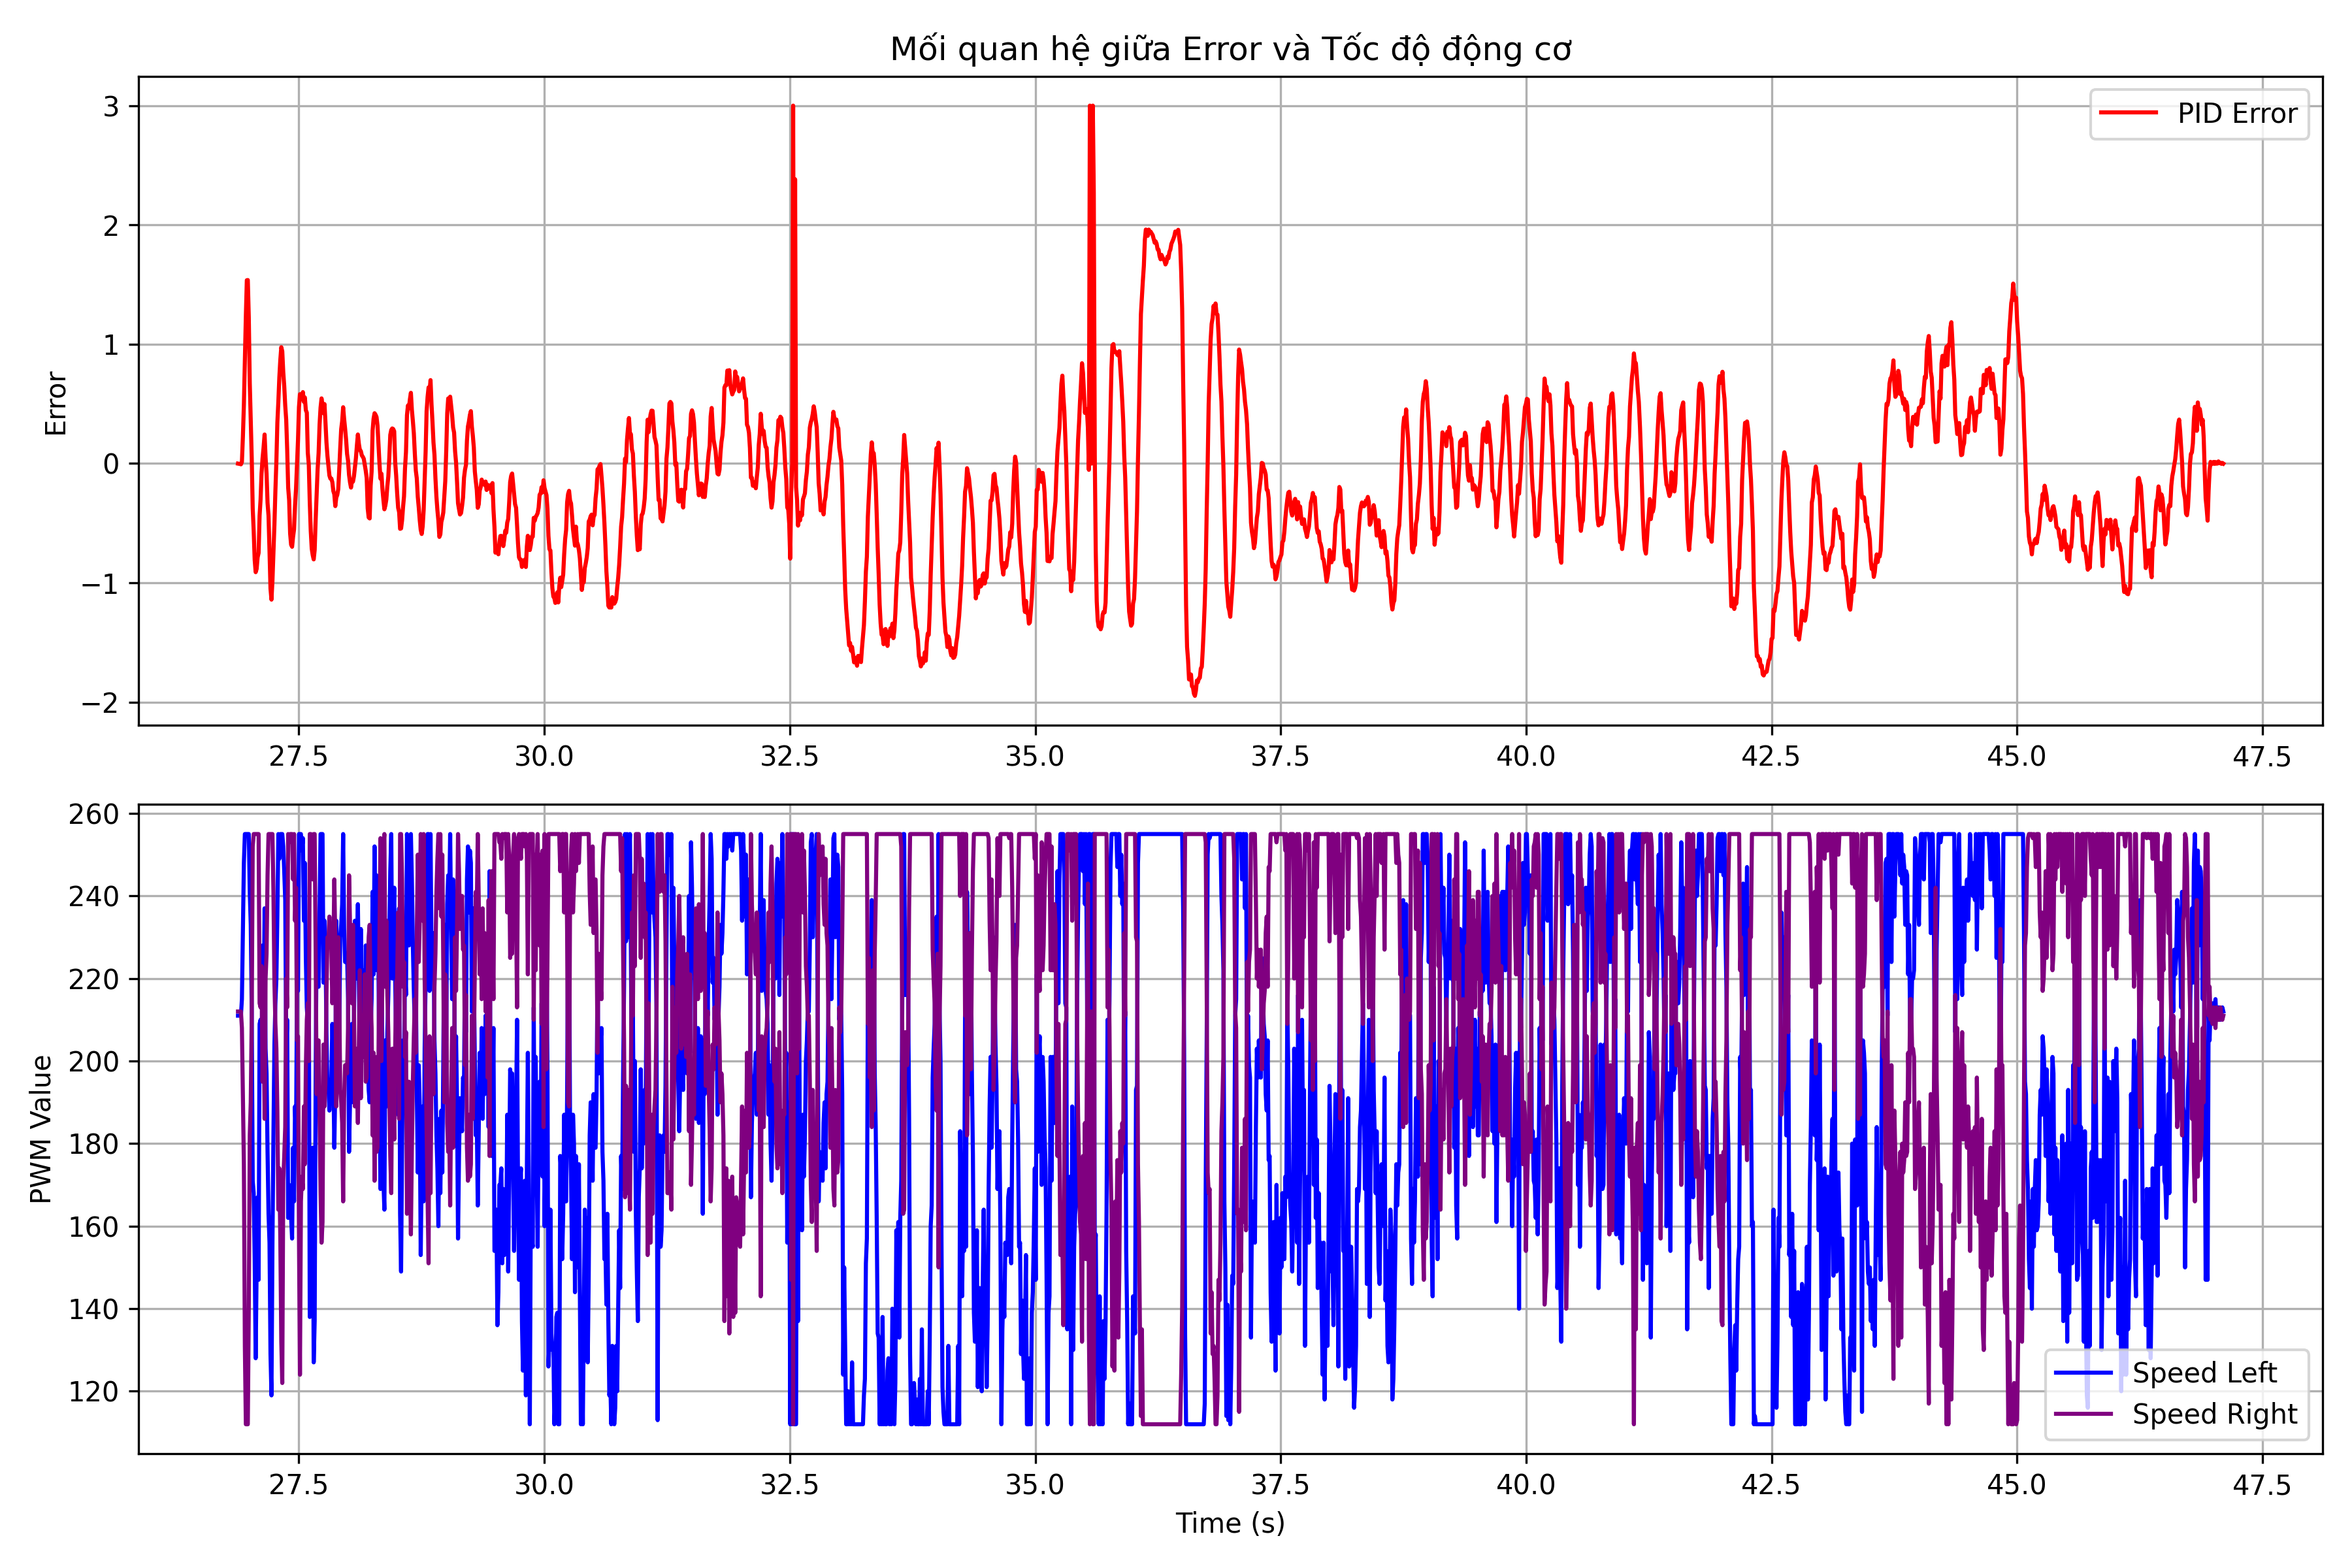 Mối quan hệ giữa Error và Tốc độ động cơ
3
2
1
0
−1
−2
Error
PID Error
27.5 30.0 32.5 35.0 37.5 40.0 42.5 45.0 47.5
260
240
220
200
180
160
140
120
PWM Value
Speed Left
Speed Right
27.5 30.0 32.5 35.0 37.5 40.0 42.5 45.0 47.5
Time (s)